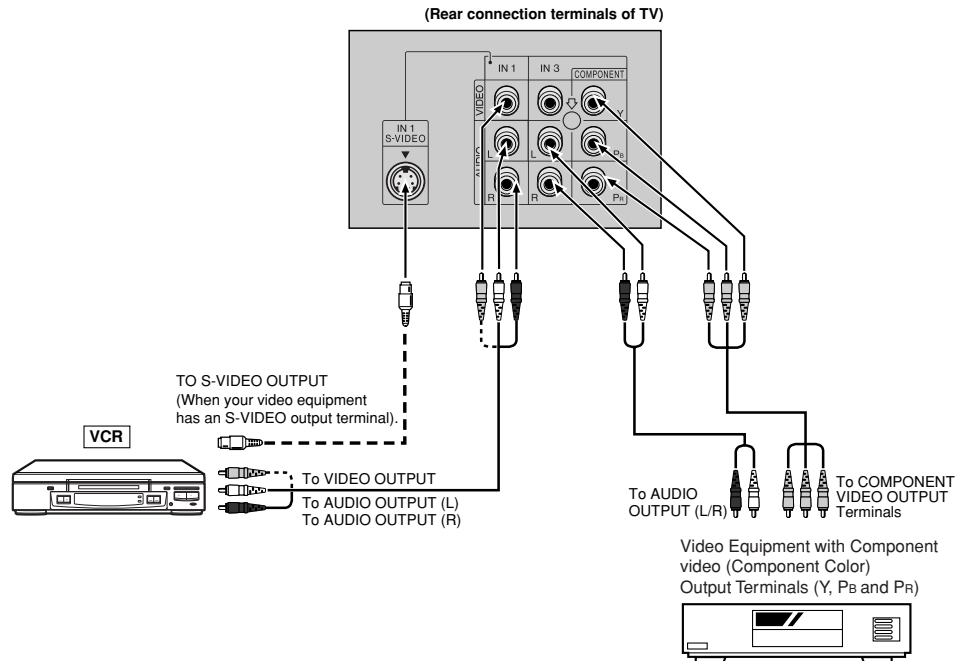 (Rear connection terminals of TV)
IN 1
IN 3
COMPONENT
VIDEO
Y
IN 1
S-VIDEO
L
L
PB
AUDIO
R
R
PR
TO S-VIDEO OUTPUT
(When your video equipment
has an S-VIDEO output terminal).
VCR
To VIDEO OUTPUT
To AUDIO OUTPUT (L)
To AUDIO OUTPUT (R)
To AUDIO
OUTPUT (L/R)
To COMPONENT
VIDEO OUTPUT
Terminals
Video Equipment with Component
video (Component Color)
Output Terminals (Y, PB and PR)